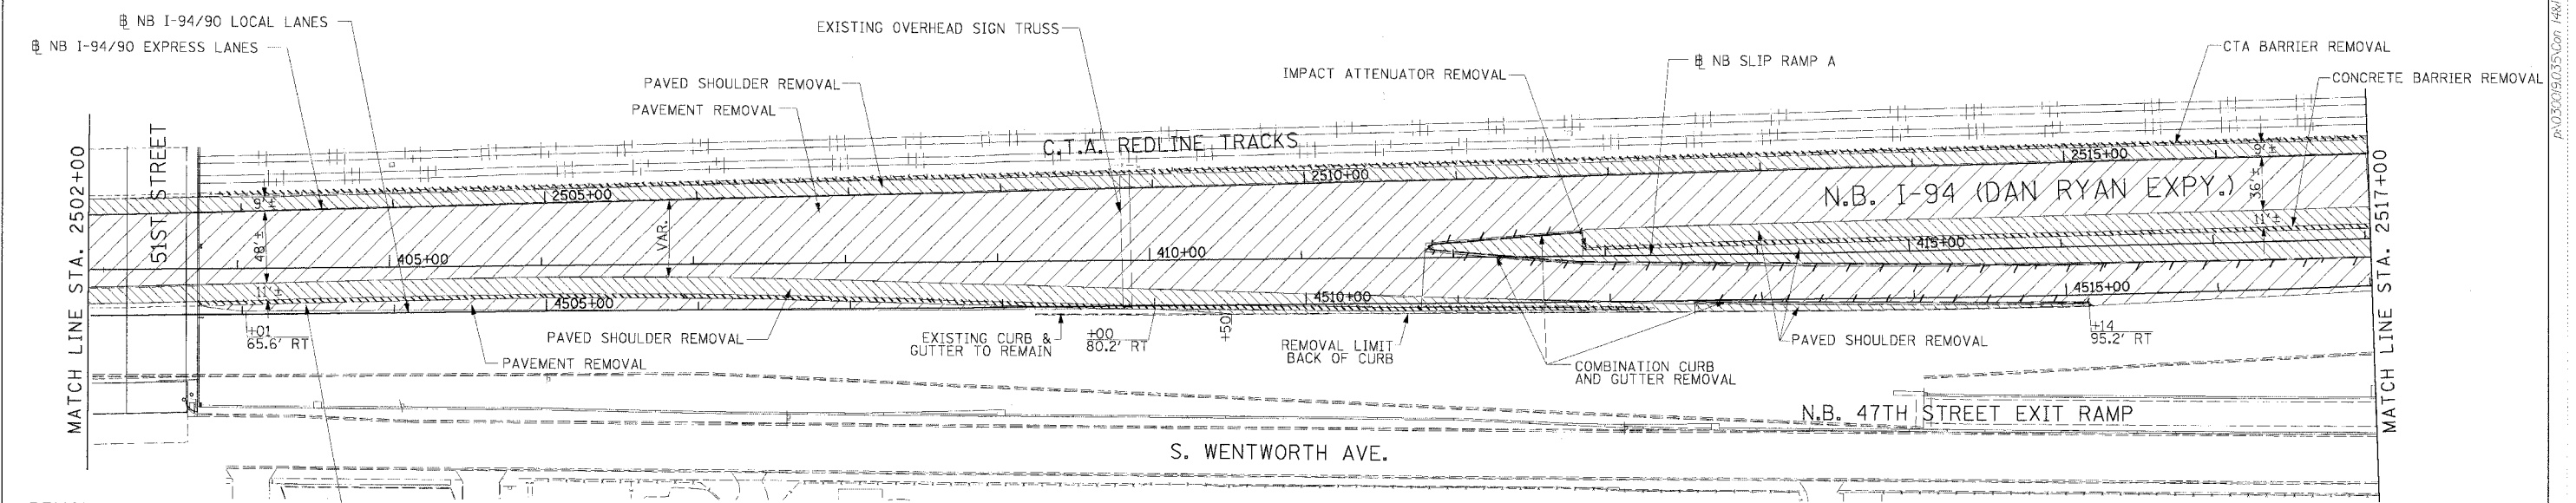 ℄ NB I-94/90 LOCAL LANES
℄ NB I-94/90 EXPRESS LANES
EXISTING OVERHEAD SIGN TRUSS
PAVED SHOULDER REMOVAL
PAVEMENT REMOVAL
IMPACT ATTENUATOR REMOVAL
℄ NB SLIP RAMP A
CTA BARRIER REMOVAL
CONCRETE BARRIER REMOVAL
MATCH LINE STA. 2502+00
51ST STREET
C.T.A. REDLINE TRACKS
2505+00
2510+00
2515+00
N.B. I-94 (DAN RYAN EXPY.)
9'±
48'±
11'±
VAR.
9'±
36'±
11'±
405+00
410+00
415+00
4505+00
4510+00
4515+00
+01
65.6' RT
PAVED SHOULDER REMOVAL
PAVEMENT REMOVAL
EXISTING CURB &
GUTTER TO REMAIN
+00
80.2' RT
+50
REMOVAL LIMIT
BACK OF CURB
COMBINATION CURB
AND GUTTER REMOVAL
PAVED SHOULDER REMOVAL
+14
95.2' RT
MATCH LINE STA. 2517+00
N.B. 47TH STREET EXIT RAMP
S. WENTWORTH AVE.